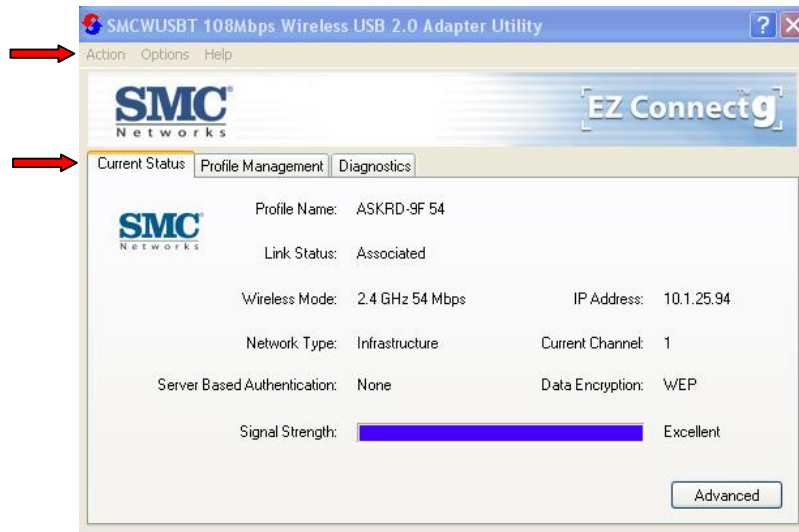 SMCWUSBT 108Mbps Wireless USB 2.0 Adapter Utility
Action Options Help
SMC
Networks
EZ Connect™ g
Current Status Profile Management Diagnostics
SMC
Networks
Profile Name: ASKRD-9F 54
Link Status: Associated
Wireless Mode: 2.4 GHz 54 Mbps IP Address: 10.1.25.94
Network Type: Infrastructure Current Channel: 1
Server Based Authentication: None Data Encryption: WEP
Signal Strength: Excellent
Advanced